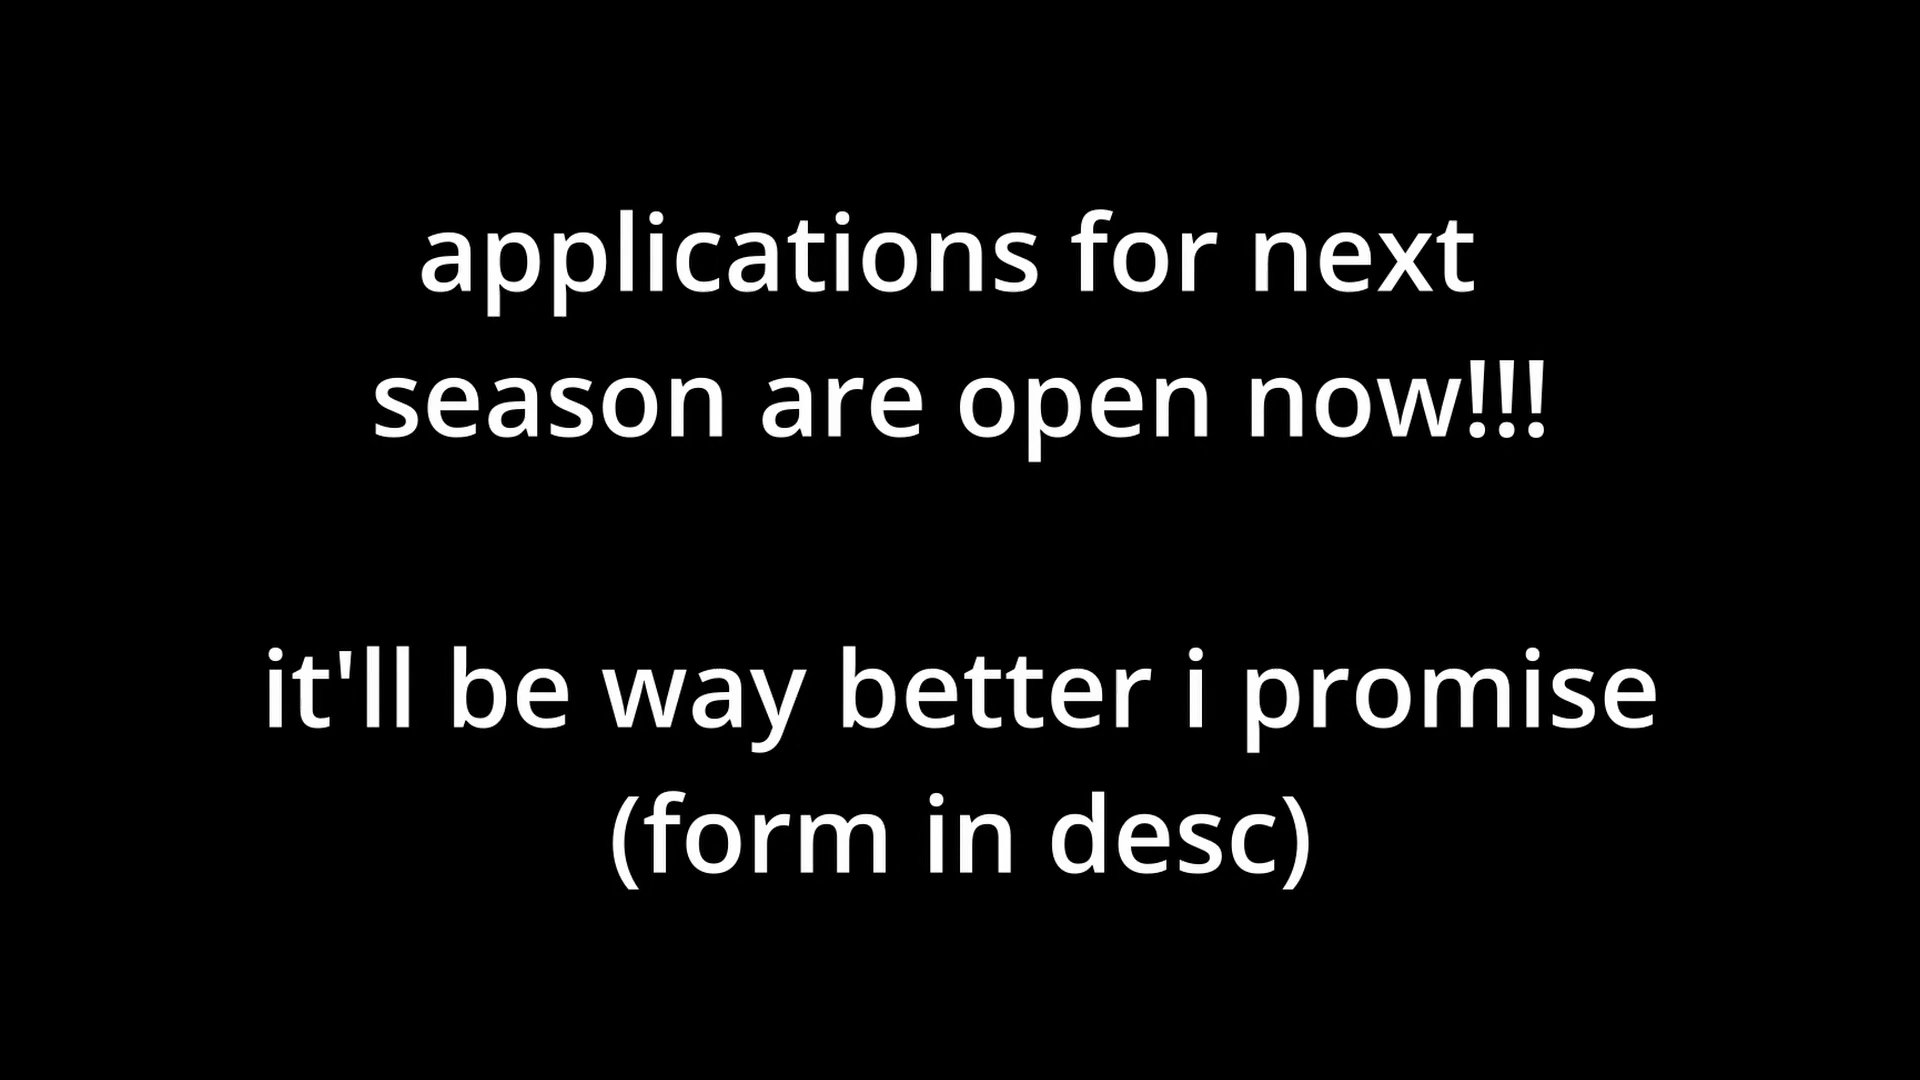 applications for next
season are open now!!!
it'll be way better i promise
(form in desc)